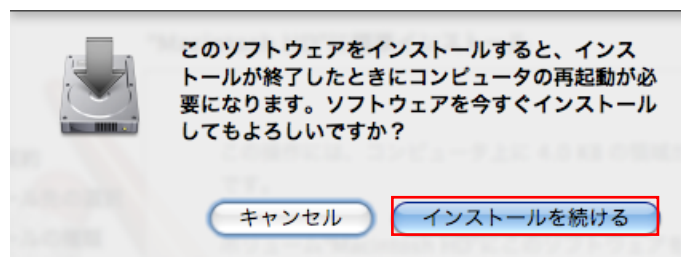 このソフトウェアをインストールすると、インス
トールが終了したときにコンピュータの再起動が必
要になります。ソフトウェアを今すぐインストール
してもよろしいですか？
キャンセル
インストールを続ける